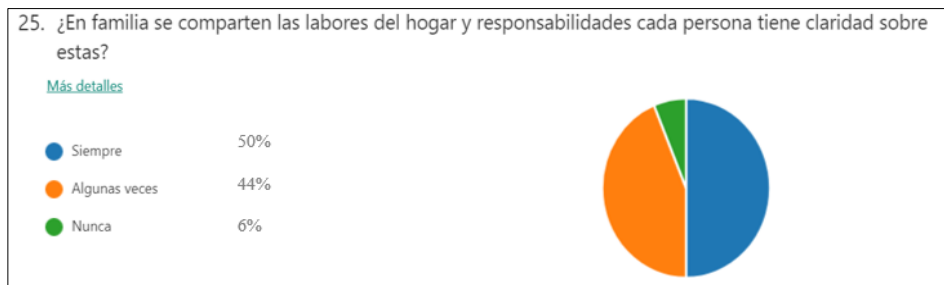 25. ¿En familia se comparten las labores del hogar y responsabilidades cada persona tiene claridad sobre
estas?
Más detalles
Siempre 50%
Algunas veces 44%
Nunca 6%